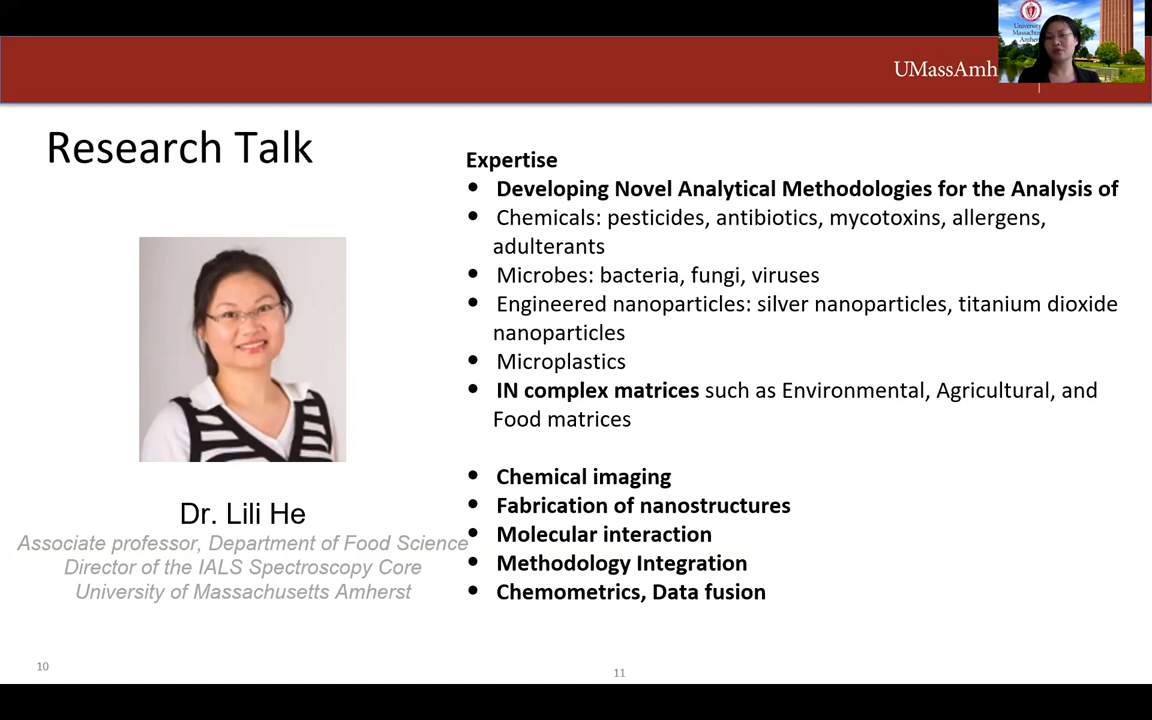 University
Massachusetts
Amherst
UMassAmh
Research Talk
Expertise
• Developing Novel Analytical Methodologies for the Analysis of
• Chemicals: pesticides, antibiotics, mycotoxins, allergens,
adulterants
• Microbes: bacteria, fungi, viruses
• Engineered nanoparticles: silver nanoparticles, titanium dioxide
nanoparticles
• Microplastics
• IN complex matrices such as Environmental, Agricultural, and
Food matrices
• Chemical imaging
• Fabrication of nanostructures
• Molecular interaction
• Methodology Integration
• Chemometrics, Data fusion
Dr. Lili He
Associate professor, Department of Food Science
Director of the IALS Spectroscopy Core
University of Massachusetts Amherst
10
11